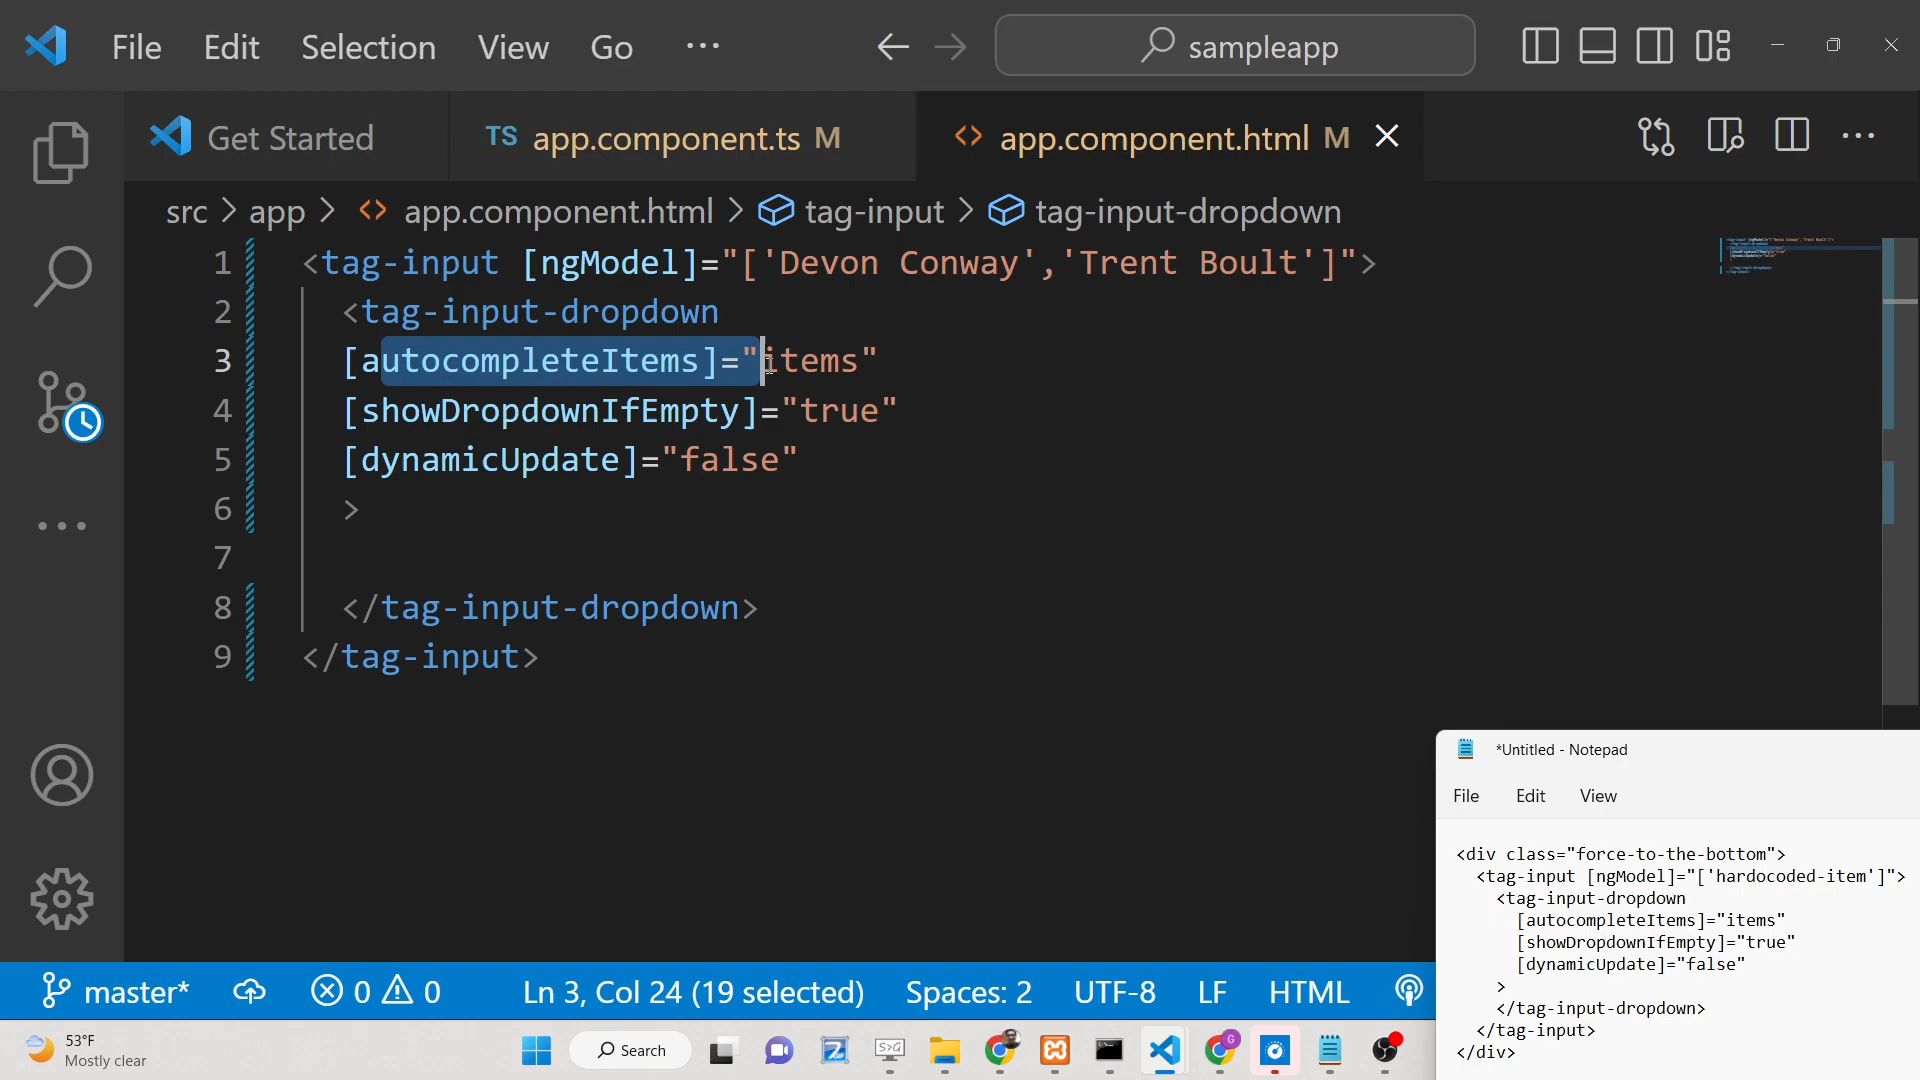 File Edit Selection View Go ··· sampleapp
Get Started TS app.component.ts M <> app.component.html M
src > app > <> app.component.html > tag-input > tag-input-dropdown
1 <tag-input [ngModel]="['Devon Conway','Trent Boult']">
2 <tag-input-dropdown
3 [autocompleteItems]="items"
4 [showDropdownIfEmpty]="true"
5 [dynamicUpdate]="false"
6 >
7
8 </tag-input-dropdown>
9 </tag-input>
*Untitled - Notepad
File Edit View
<div class="force-to-the-bottom">
<tag-input [ngModel]="['hardocoded-item']">
<tag-input-dropdown
[autocompleteItems]="items"
[showDropdownIfEmpty]="true"
[dynamicUpdate]="false"
>
</tag-input-dropdown>
</tag-input>
</div>
master* 0 0 Ln 3, Col 24 (19 selected) Spaces: 2 UTF-8 LF HTML
53°F
Mostly clear
Search